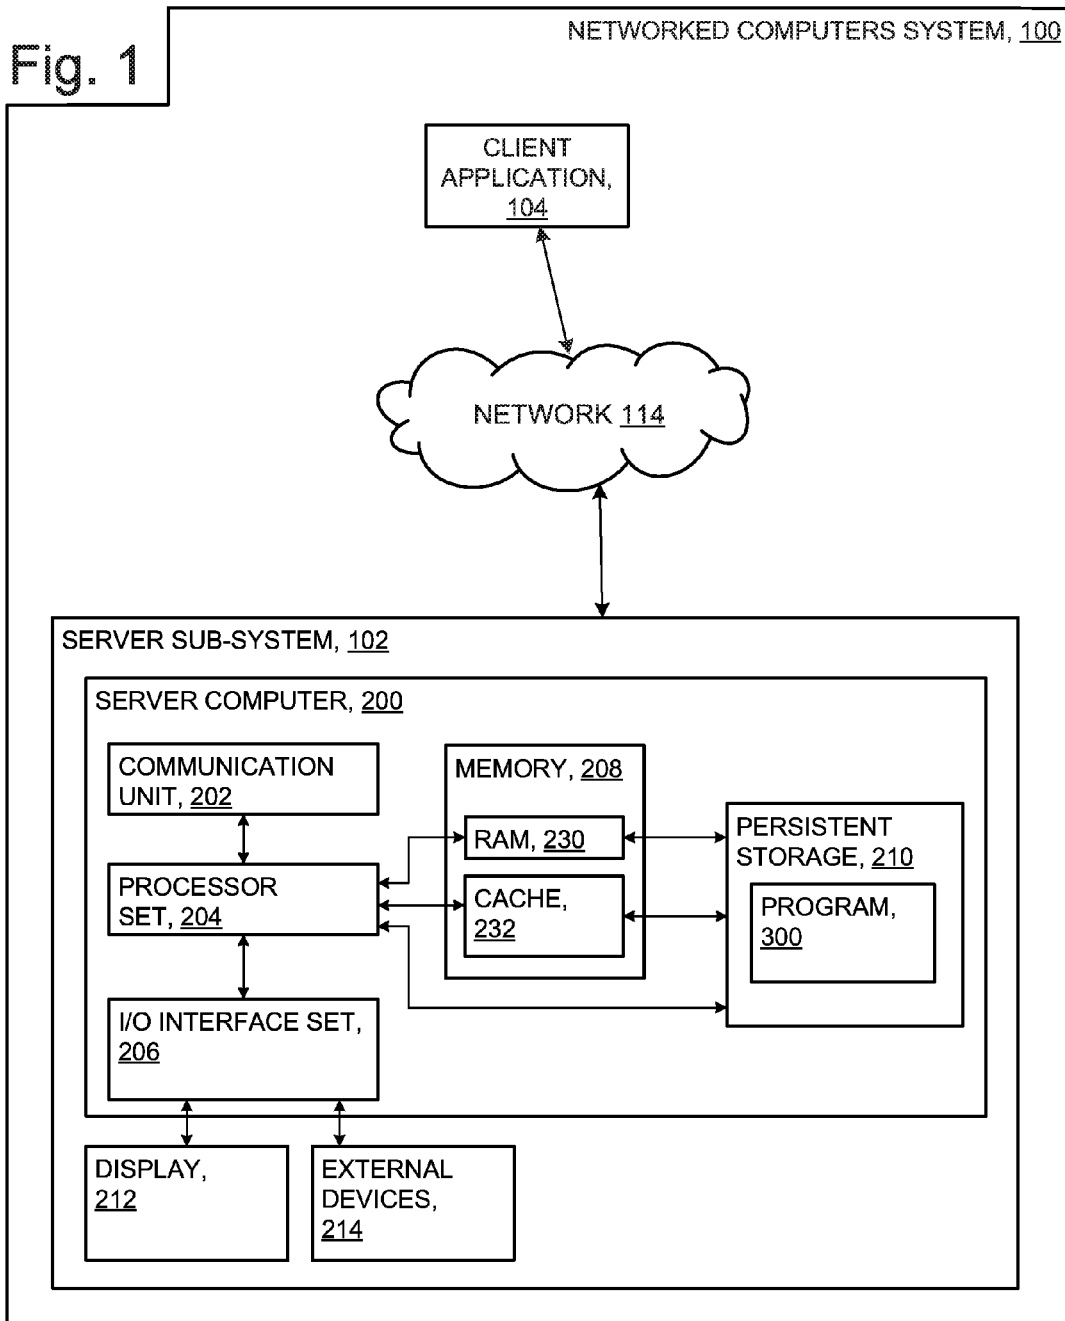 Fig. 1
NETWORKED COMPUTERS SYSTEM, 100
CLIENT
APPLICATION,
104
NETWORK 114
SERVER SUB-SYSTEM, 102
SERVER COMPUTER, 200
COMMUNICATION
UNIT, 202
PROCESSOR
SET, 204
I/O INTERFACE SET,
206
MEMORY, 208
RAM, 230
CACHE,
232
PERSISTENT
STORAGE, 210
PROGRAM,
300
DISPLAY,
212
EXTERNAL
DEVICES,
214